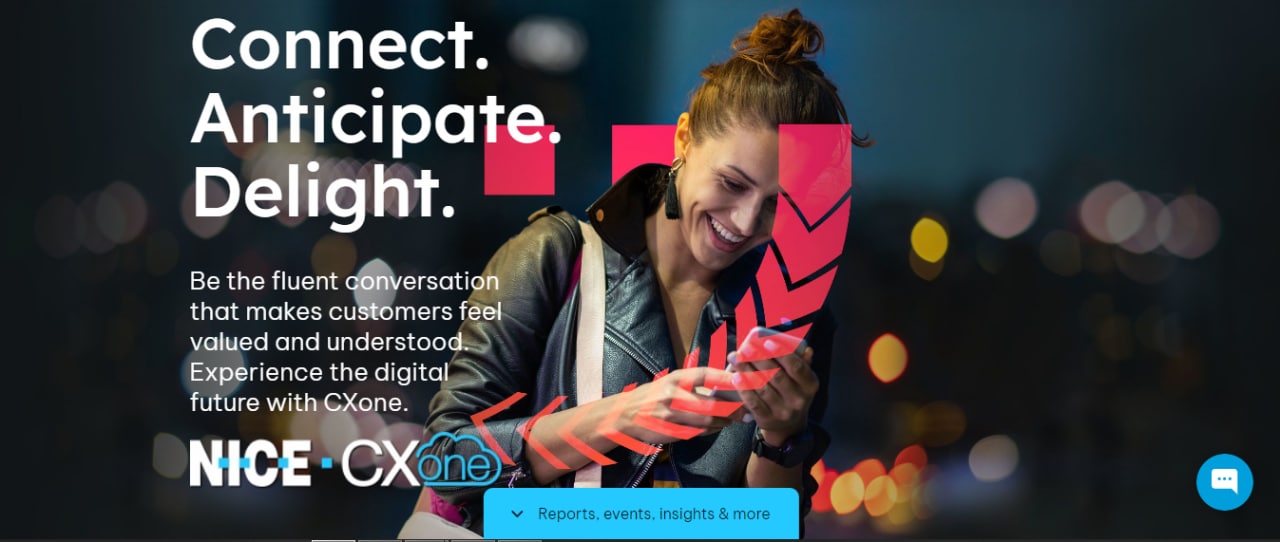 Connect.
Anticipate.
Delight.
Be the fluent conversation
that makes customers feel
valued and understood.
Experience the digital
future with CXone.
NICE · CXone
Reports, events, insights & more